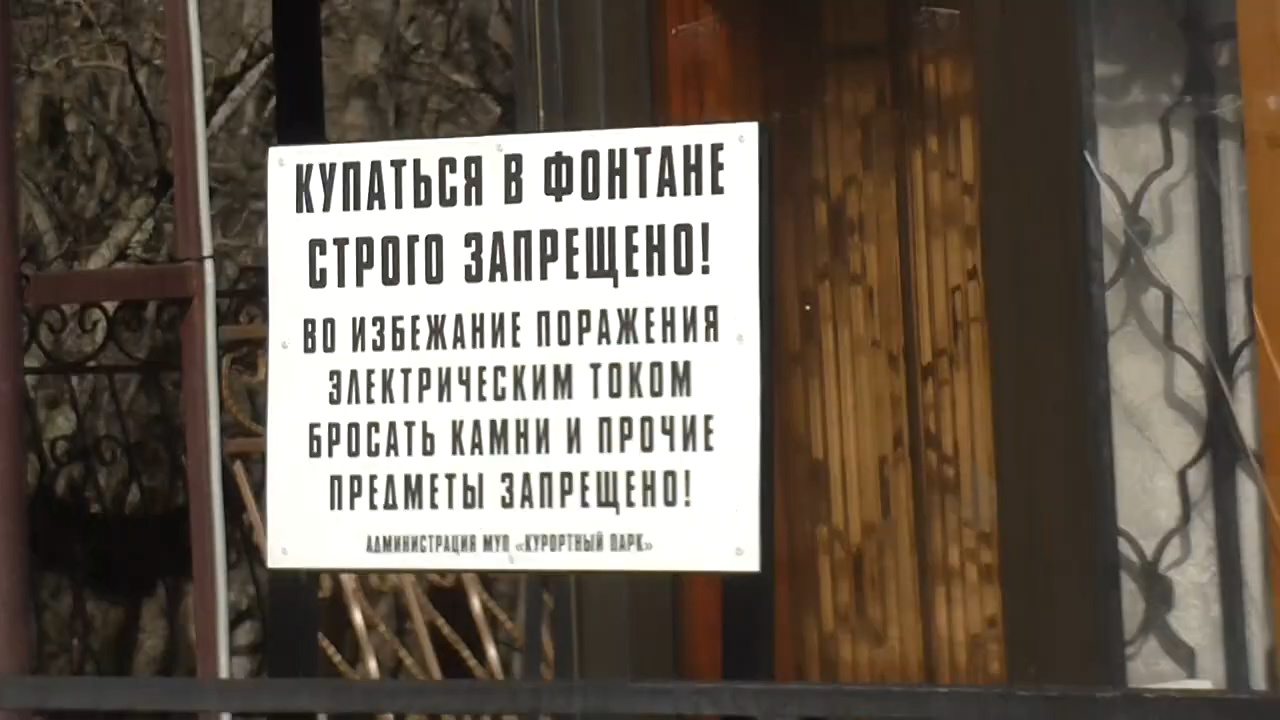 КУПАТЬСЯ В ФОНТАНЕ
СТРОГО ЗАПРЕЩЕНО!
ВО ИЗБЕЖАНИЕ ПОРАЖЕНИЯ
ЭЛЕКТРИЧЕСКИМ ТОКОМ
БРОСАТЬ КАМНИ И ПРОЧИЕ
ПРЕДМЕТЫ ЗАПРЕЩЕНО!
АДМИНИСТРАЦИЯ МУП «КУРОРТНЫЙ ПАРК»